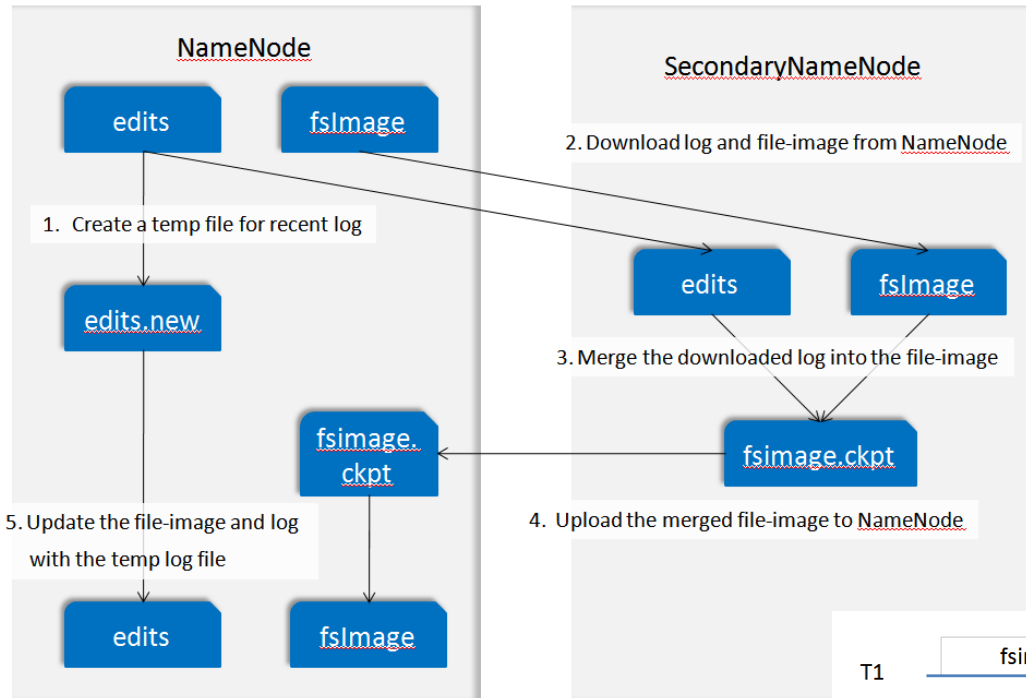 NameNode
SecondaryNameNode
edits
fsImage
2. Download log and file-image from NameNode
1. Create a temp file for recent log
edits
fsImage
edits.new
3. Merge the downloaded log into the file-image
fsimage.
ckpt
fsimage.ckpt
5. Update the file-image and log
with the temp log file
4. Upload the merged file-image to NameNode
edits
fsImage
T1